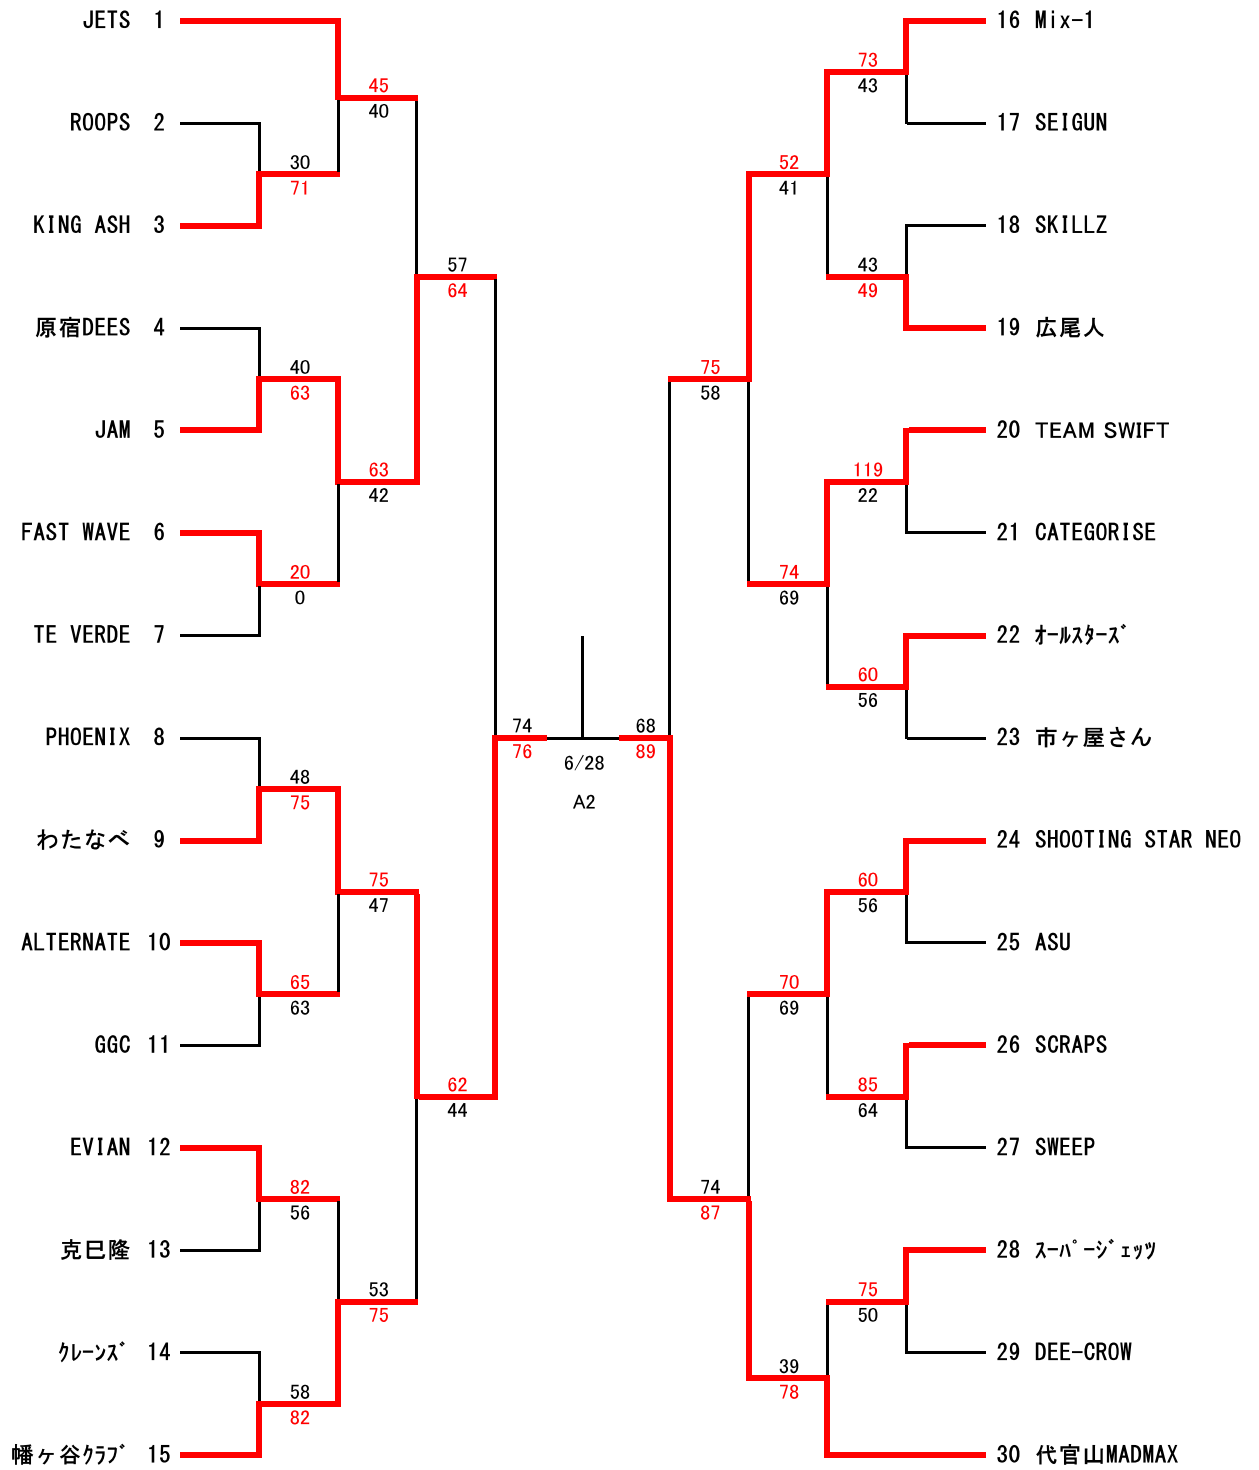 JETS 1
ROOPS 2
KING ASH 3
原宿DEES 4
JAM 5
FAST WAVE 6
TE VERDE 7
PHOENIX 8
わたなべ 9
ALTERNATE 10
GGC 11
EVIAN 12
克巳隆 13
ｸﾚｰﾝｽﾞ 14
幡ヶ谷ｸﾗﾌﾞ 15
45
40
30
71
57
64
40
63
63
42
20
0
48
75
75
47
65
63
62
44
82
56
53
75
58
82
74
76
6/28
A2
68
89
73
43
52
41
43
49
75
58
119
22
74
69
60
56
60
56
70
69
85
64
74
87
75
50
39
78
16 Mix-1
17 SEIGUN
18 SKILLZ
19 広尾人
20 TEAM SWIFT
21 CATEGORISE
22 ｵｰﾙｽﾀｰｽﾞ
23 市ヶ屋さん
24 SHOOTING STAR NEO
25 ASU
26 SCRAPS
27 SWEEP
28 ｽｰﾊﾟｰｼﾞｪｯﾂ
29 DEE-CROW
30 代官山MADMAX